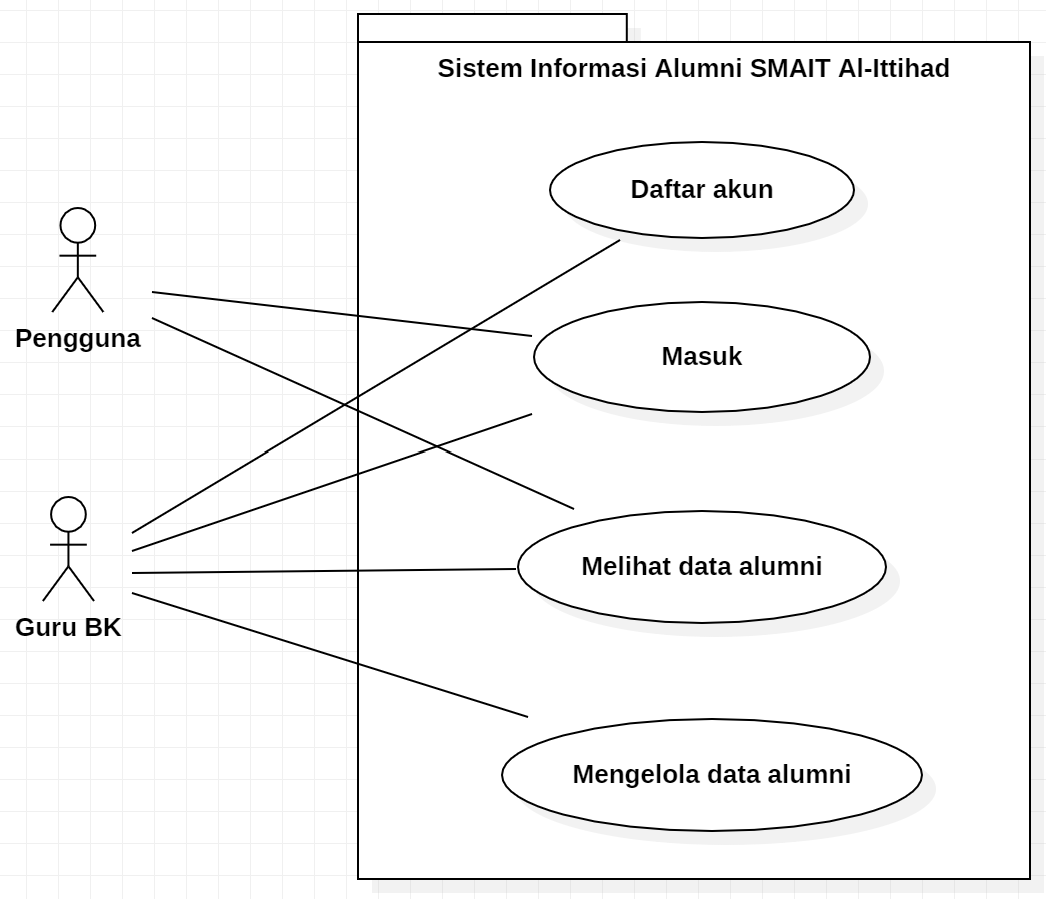 Sistem Informasi Alumni SMAIT Al-Ittihad
Daftar akun
Pengguna
Masuk
Melihat data alumni
Guru BK
Mengelola data alumni